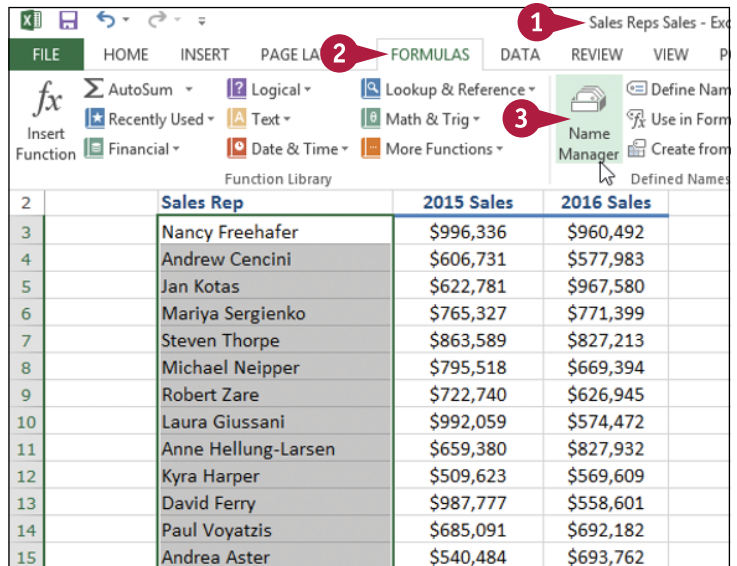 1
Sales Reps Sales - Exc
FILE HOME INSERT PAGE LA 2 FORMULAS DATA REVIEW VIEW
fx
Insert
Function
Σ AutoSum
Recently Used
Financial
? Logical
A Text
Date & Time
Lookup & Reference
θ Math & Trig
More Functions
Function Library
3
Name
Manager
Define Nam
Use in Form
Create from
Defined Names
2 Sales Rep 2015 Sales 2016 Sales
3 Nancy Freehafer $996,336 $960,492
4 Andrew Cencini $606,731 $577,983
5 Jan Kotas $622,781 $967,580
6 Mariya Sergienko $765,327 $771,399
7 Steven Thorpe $863,589 $827,213
8 Michael Neipper $795,518 $669,394
9 Robert Zare $722,740 $626,945
10 Laura Giussani $992,059 $574,472
11 Anne Hellung-Larsen $659,380 $827,932
12 Kyra Harper $509,623 $569,609
13 David Ferry $987,777 $558,601
14 Paul Voyatzis $685,091 $692,182
15 Andrea Aster $540,484 $693,762